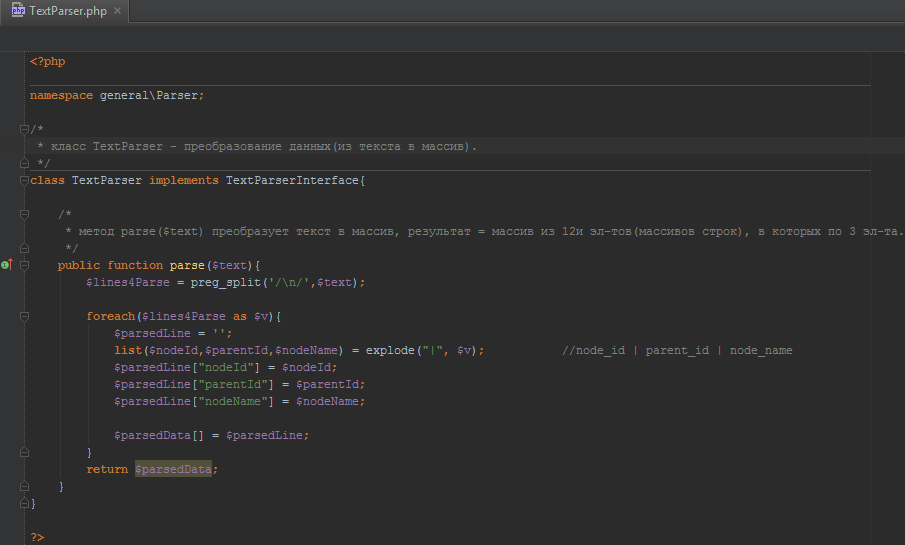 php TextParser.php ×
<?php
namespace general\Parser;
/*
* класс TextParser - преобразование данных(из текста в массив).
*/
class TextParser implements TextParserInterface{
/*
* метод parse($text) преобразует текст в массив, результат = массив из 12и эл-тов(массивов строк), в которых по 3 эл-та.
*/
public function parse($text){
$lines4Parse = preg_split('/\n/',$text);
foreach($lines4Parse as $v){
$parsedLine = '';
list($nodeId,$parentId,$nodeName) = explode("|", $v); //node_id | parent_id | node_name
$parsedLine["nodeId"] = $nodeId;
$parsedLine["parentId"] = $parentId;
$parsedLine["nodeName"] = $nodeName;
$parsedData[] = $parsedLine;
}
return $parsedData;
}
}
?>